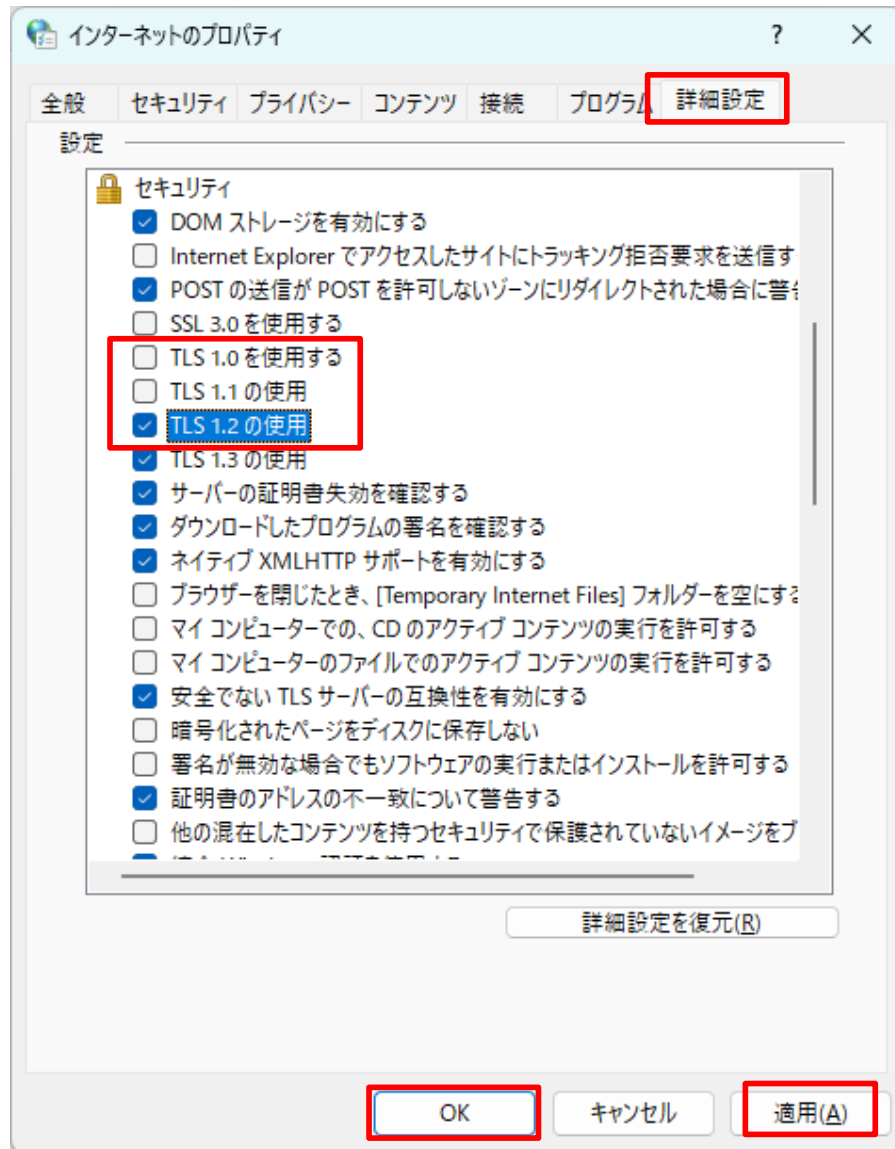 インターネットのプロパティ
?
全般 セキュリティ プライバシー コンテンツ 接続 プログラム 詳細設定
設定
セキュリティ
DOM ストレージを有効にする
Internet Explorer でアクセスしたサイトにトラッキング拒否要求を送信す
POST の送信が POST を許可しないゾーンにリダイレクトされた場合に警
SSL 3.0 を使用する
TLS 1.0 を使用する
TLS 1.1 の使用
TLS 1.2 の使用
TLS 1.3 の使用
サーバーの証明書失効を確認する
ダウンロードしたプログラムの署名を確認する
ネイティブ XMLHTTP サポートを有効にする
ブラウザーを閉じたとき、[Temporary Internet Files] フォルダーを空にする
マイ コンピューターでの、CD のアクティブ コンテンツの実行を許可する
マイ コンピューターのファイルでのアクティブ コンテンツの実行を許可する
安全でない TLS サーバーの互換性を有効にする
暗号化されたページをディスクに保存しない
署名が無効な場合でもソフトウェアの実行またはインストールを許可する
証明書のアドレスの不一致について警告する
他の混在したコンテンツを持つセキュリティで保護されていないイメージをブ
詳細設定を復元(R)
OK キャンセル 適用(A)